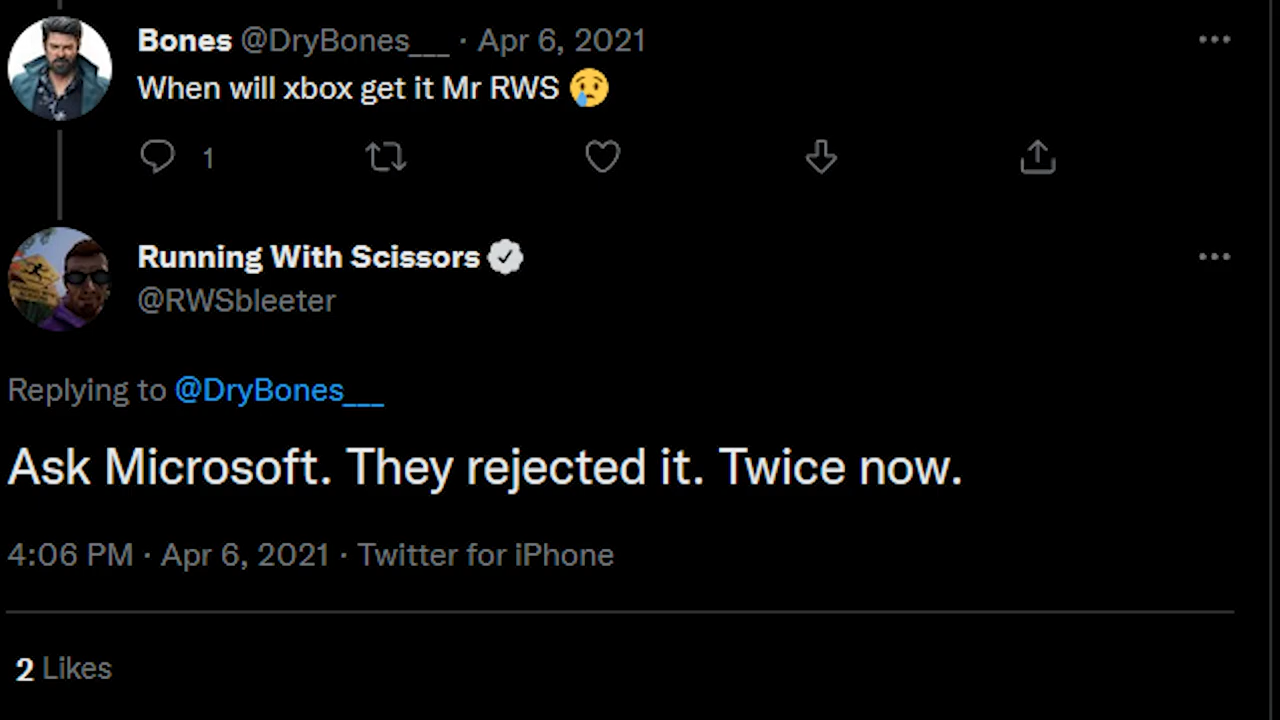 Bones @DryBones___ · Apr 6, 2021
When will xbox get it Mr RWS 😢
1
Running With Scissors
@RWSbleeter
Replying to @DryBones___
Ask Microsoft. They rejected it. Twice now.
4:06 PM · Apr 6, 2021 · Twitter for iPhone
2 Likes